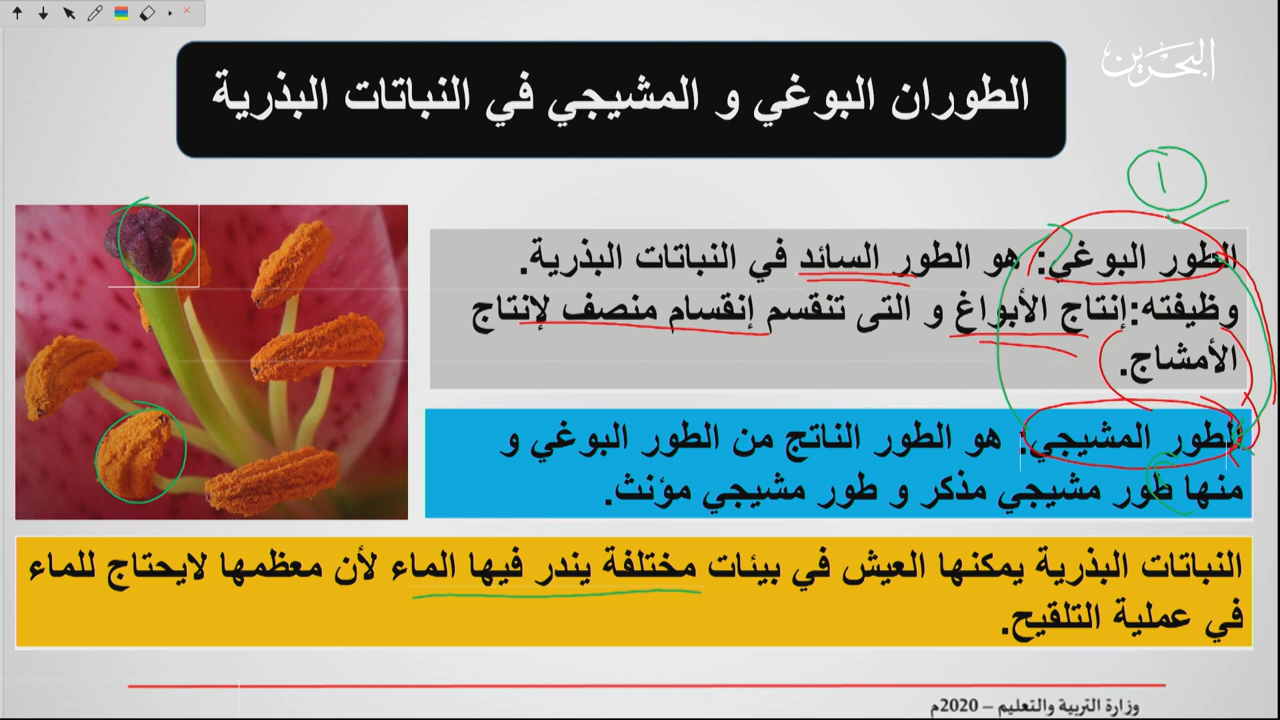 البحرين
الطوران البوغي و المشيجي في النباتات البذرية
١
الطور البوغي: هو الطور السائد في النباتات البذرية.
وظيفته:إنتاج الأبواغ و التى تنقسم إنقسام منصف لإنتاج
الأمشاج.
الطور المشيجي: هو الطور الناتج من الطور البوغي و
منها طور مشيجي مذكر و طور مشيجي مؤنث.
النباتات البذرية يمكنها العيش في بيئات مختلفة يندر فيها الماء لأن معظمها لايحتاج للماء
في عملية التلقيح.
وزارة التربية والتعليم – 2020م